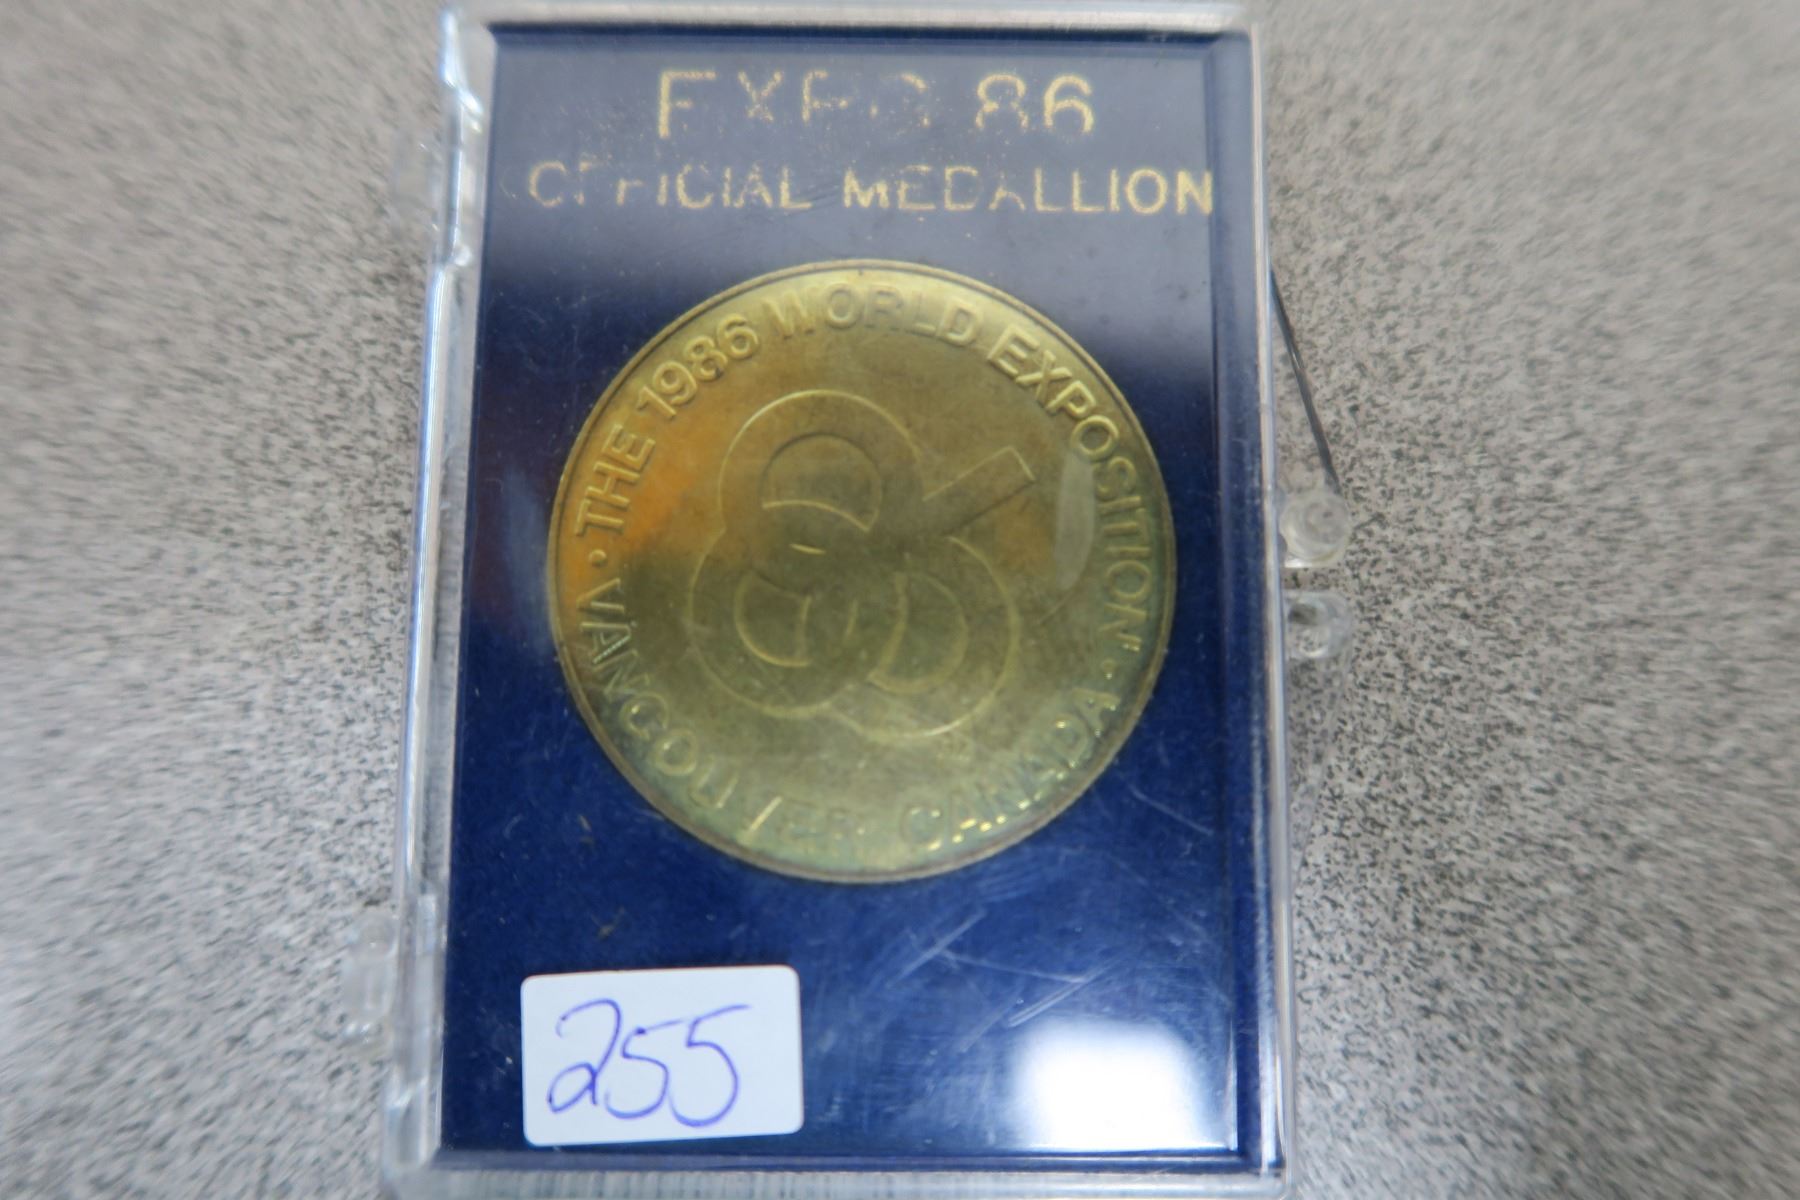 EXPO 86
OFFICIAL MEDALLION
· THE 1986 WORLD EXPOSITION ·
VANCOUVER CANADA
255